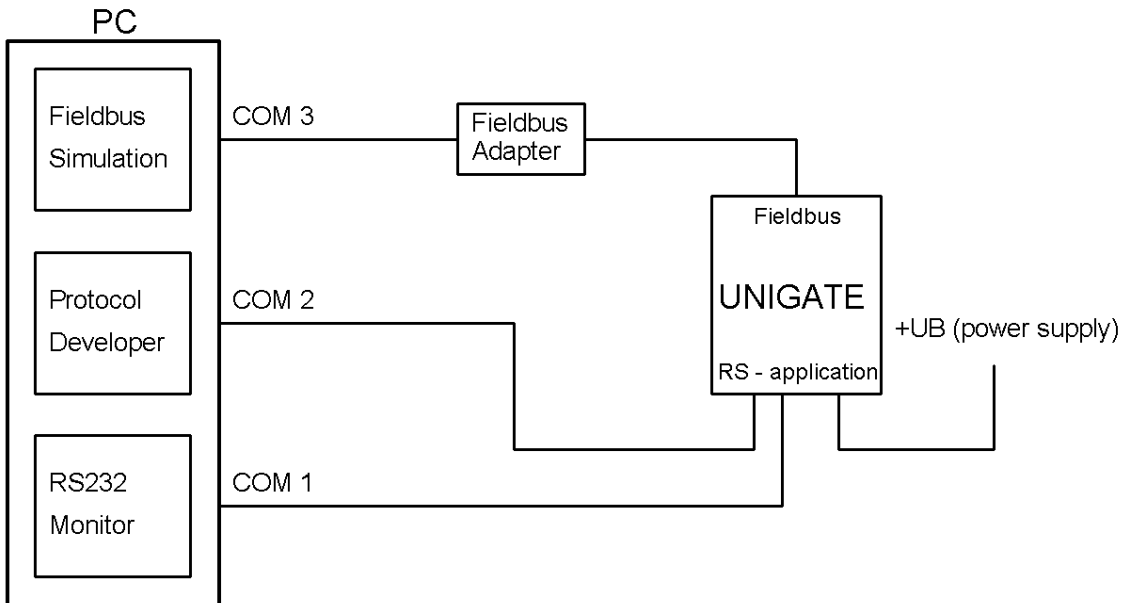 PC
Fieldbus
Simulation
COM 3
Fieldbus
Adapter
Fieldbus
UNIGATE
RS - application
+UB (power supply)
Protocol
Developer
COM 2
RS232
Monitor
COM 1